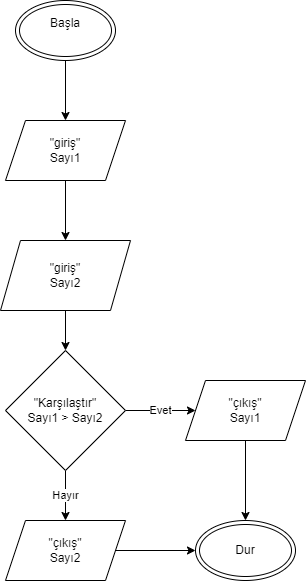 Başla
"giriş"
Sayı1
"giriş"
Sayı2
"Karşılaştır"
Sayı1 > Sayı2
Evet
"çıkış"
Sayı1
Hayır
"çıkış"
Sayı2
Dur